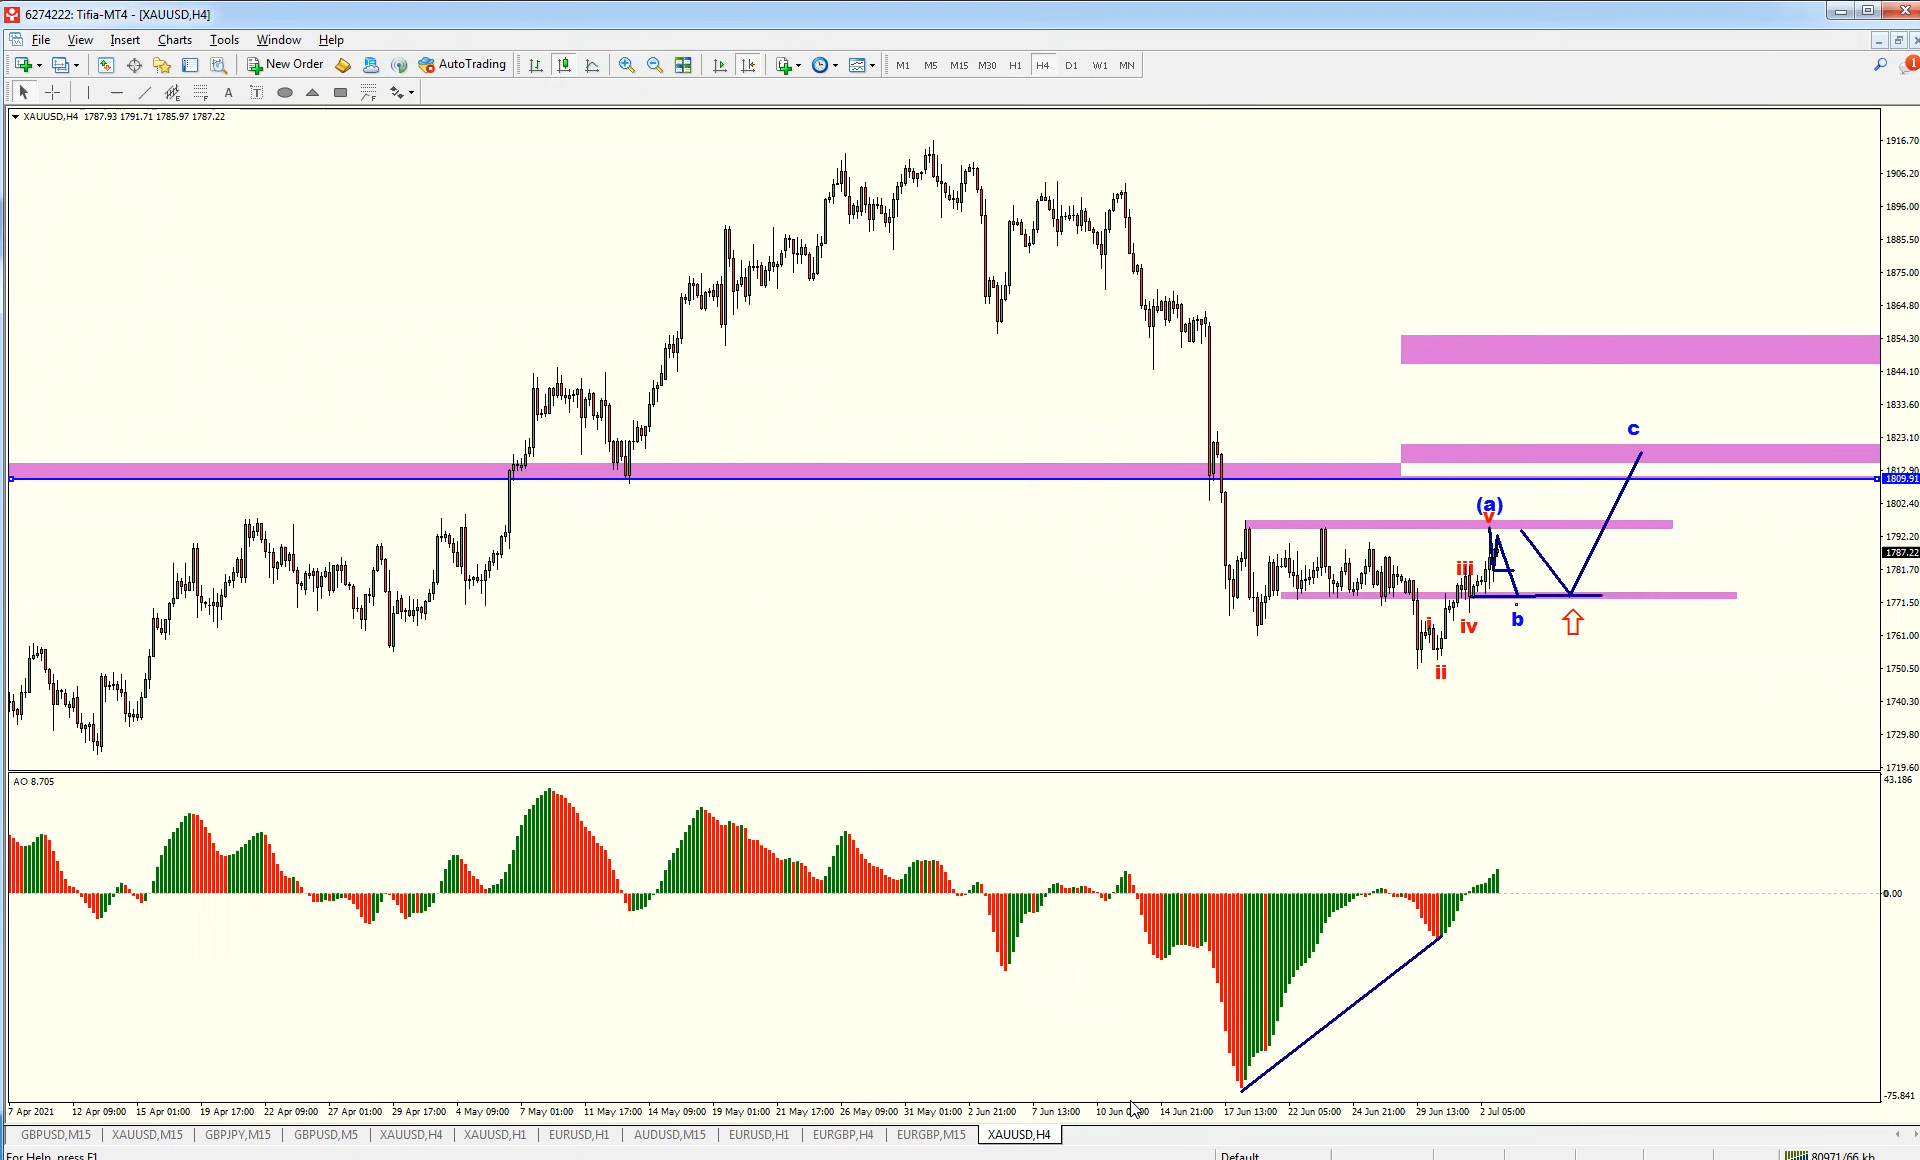 6274222: Tifia-MT4 - [XAUUSD,H4]
File View Insert Charts Tools Window Help
New Order AutoTrading M1 M5 M15 M30 H1 H4 D1 W1 MN
1
A T E F
XAUUSD,H4 1787.93 1791.71 1785.97 1787.22
1916.70
1906.20
1896.00
1885.50
1875.00
1864.80
1854.30
1844.10
1833.60
c
1823.10
1812.90
1809.91
(a)
1802.40
v
1792.20
1787.22
iii
1781.70
1771.50
i
iv
b
1761.00
ii
1750.50
1740.30
1729.80
1719.60
AO 8.705
43.186
0.00
-75.841
7 Apr 2021 12 Apr 09:00 15 Apr 01:00 19 Apr 17:00 22 Apr 09:00 27 Apr 01:00 29 Apr 17:00 4 May 09:00 7 May 01:00 11 May 17:00 14 May 09:00 19 May 01:00 21 May 17:00 26 May 09:00 31 May 01:00 2 Jun 21:00 7 Jun 13:00 10 Jun 14 Jun 21:00 17 Jun 13:00 22 Jun 05:00 24 Jun 21:00 29 Jun 13:00 2 Jul 05:00
GBPUSD,M15 XAUUSD,M15 GBPJPY,M15 GBPUSD,M5 XAUUSD,H4 XAUUSD,H1 EURUSD,H1 AUDUSD,M15 EURUSD,H1 EURGBP,H4 EURGBP,M15 XAUUSD,H4
For Help, press F1 Default 80971/66 kb